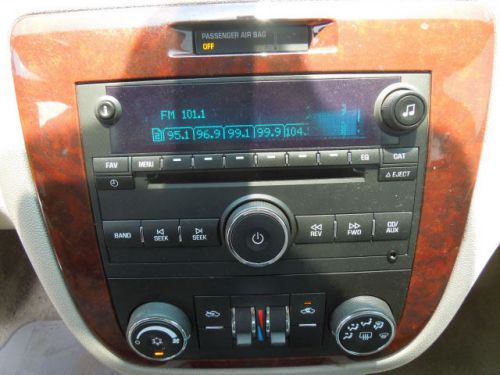 PASSENGER AIR BAG
OFF
FM 101.1
95.1 96.9 99.1 99.9 104.
FAV MENU EQ CAT
EJECT
BAND SEEK SEEK REV FWD CD/
AUX